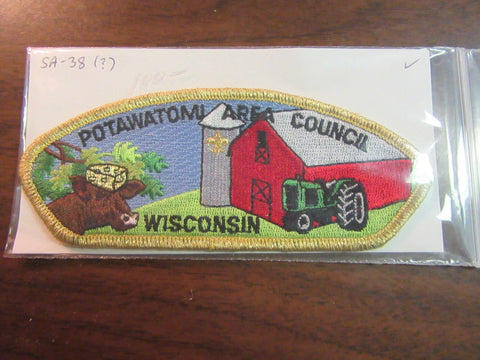 SA-38 (?) ✓
POTAWATOMI AREA COUNCIL
WISCONSIN